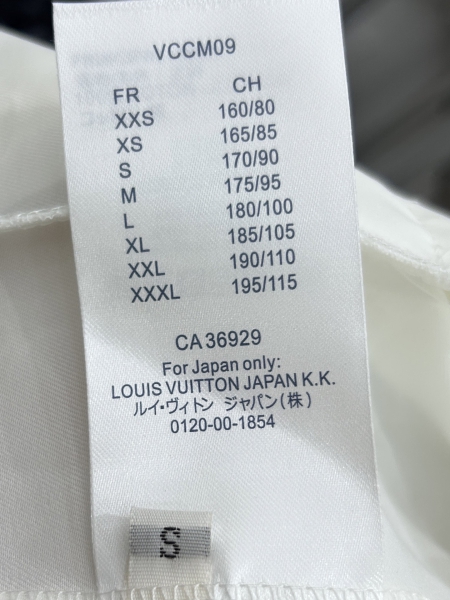 VCCM09
FR CH
XXS 160/80
XS 165/85
S 170/90
M 175/95
L 180/100
XL 185/105
XXL 190/110
XXXL 195/115
CA 36929
For Japan only:
LOUIS VUITTON JAPAN K.K.
ルイ・ヴィトン ジャパン(株)
0120-00-1854
S